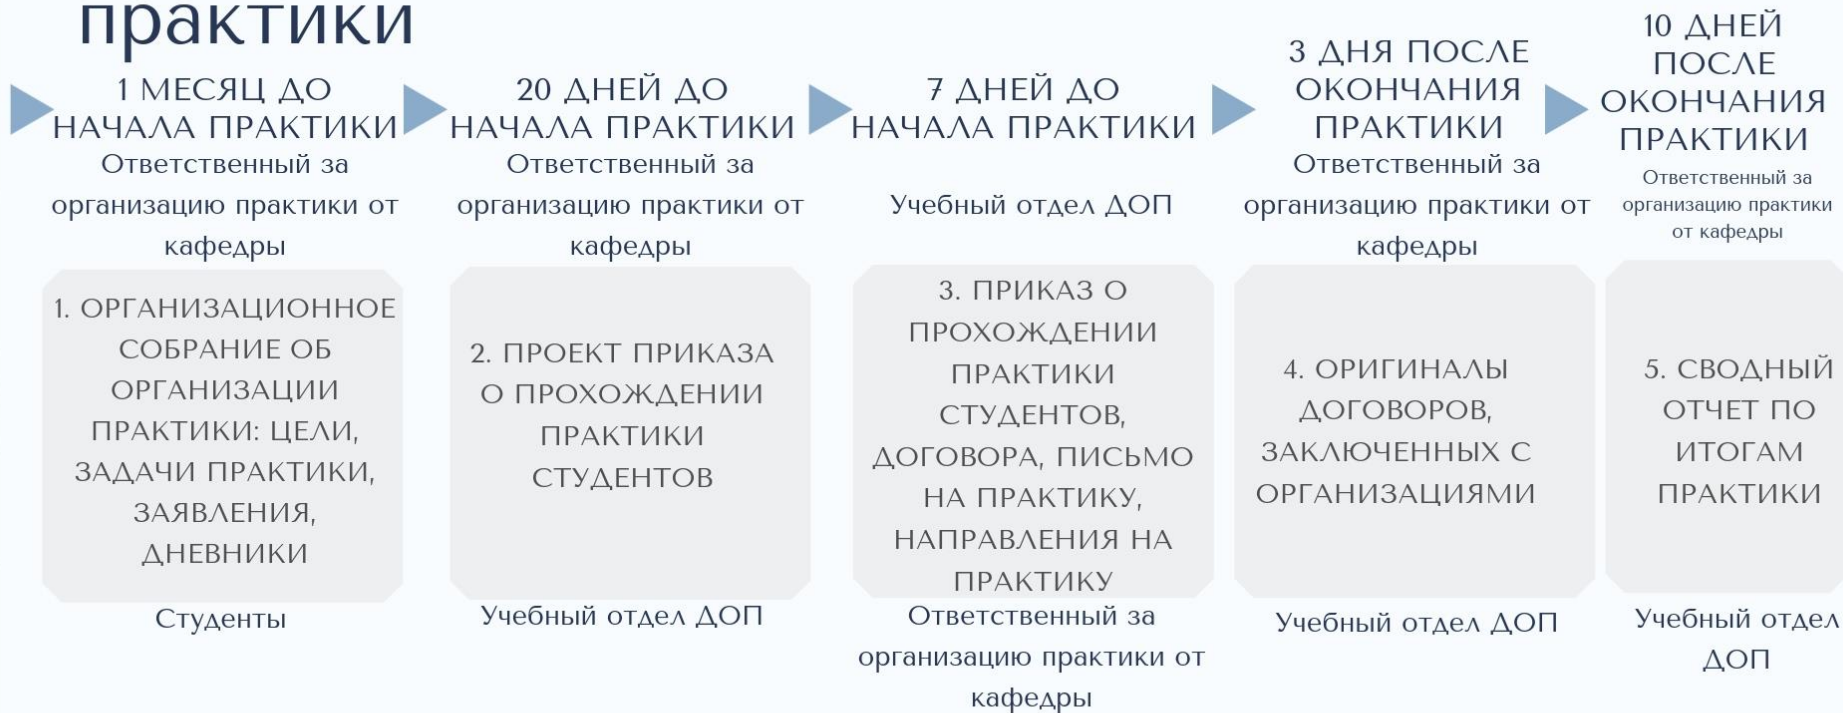 практики
1 МЕСЯЦ ДО
НАЧАЛА ПРАКТИКИ
Ответственный за
организацию практики от
кафедры
1. ОРГАНИЗАЦИОННОЕ
СОБРАНИЕ ОБ
ОРГАНИЗАЦИИ
ПРАКТИКИ: ЦЕЛИ,
ЗАДАЧИ ПРАКТИКИ,
ЗАЯВЛЕНИЯ,
ДНЕВНИКИ
Студенты
20 ДНЕЙ ДО
НАЧАЛА ПРАКТИКИ
Ответственный за
организацию практики от
кафедры
2. ПРОЕКТ ПРИКАЗА
О ПРОХОЖДЕНИИ
ПРАКТИКИ
СТУДЕНТОВ
Учебный отдел ДОП
7 ДНЕЙ ДО
НАЧАЛА ПРАКТИКИ
Учебный отдел ДОП
3. ПРИКАЗ О
ПРОХОЖДЕНИИ
ПРАКТИКИ
СТУДЕНТОВ,
ДОГОВОРА, ПИСЬМО
НА ПРАКТИКУ,
НАПРАВЛЕНИЯ НА
ПРАКТИКУ
Ответственный за
организацию практики от
кафедры
3 ДНЯ ПОСЛЕ
ОКОНЧАНИЯ
ПРАКТИКИ
Ответственный за
организацию практики от
кафедры
4. ОРИГИНАЛЫ
ДОГОВОРОВ,
ЗАКЛЮЧЕННЫХ С
ОРГАНИЗАЦИЯМИ
Учебный отдел ДОП
10 ДНЕЙ
ПОСЛЕ
ОКОНЧАНИЯ
ПРАКТИКИ
Ответственный за
организацию практики
от кафедры
5. СВОДНЫЙ
ОТЧЕТ ПО
ИТОГАМ
ПРАКТИКИ
Учебный отдел
ДОП